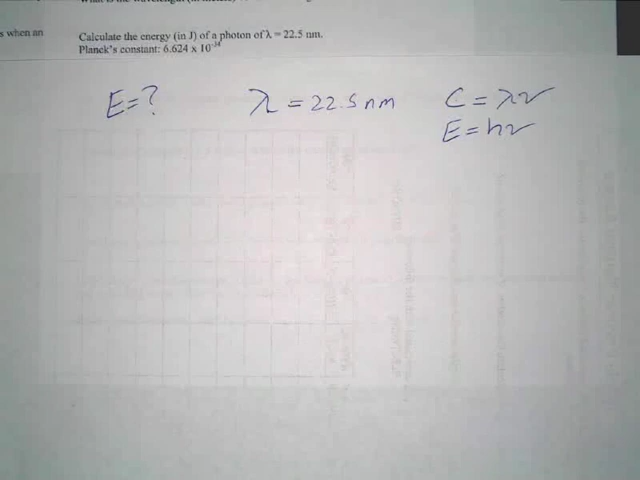 s when an
Calculate the energy (in J) of a photon of λ = 22.5 nm.
Planck's constant: 6.624 x 10⁻³⁴
E=? λ = 22.5 nm C = λν
E = hν